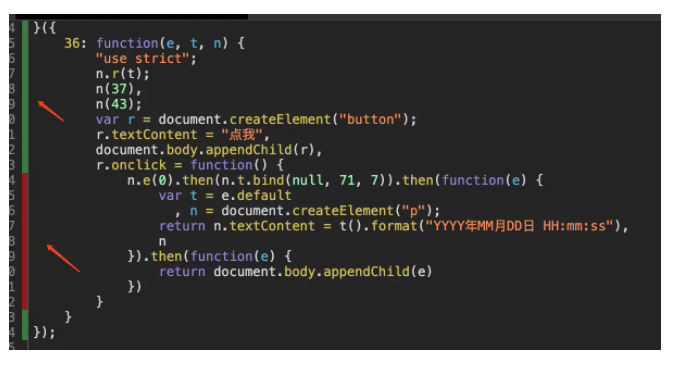 4 }({
5 36: function(e, t, n) {
6 "use strict";
7 n.r(t);
8 n(37),
9 n(43);
0 var r = document.createElement("button");
1 r.textContent = "点我",
2 document.body.appendChild(r),
3 r.onclick = function() {
4 n.e(0).then(n.t.bind(null, 71, 7)).then(function(e) {
5 var t = e.default
6 , n = document.createElement("p");
7 return n.textContent = t().format("YYYY年MM月DD日 HH:mm:ss"),
8 n
9 }).then(function(e) {
0 return document.body.appendChild(e)
1 })
2 }
3 }
4 });
5